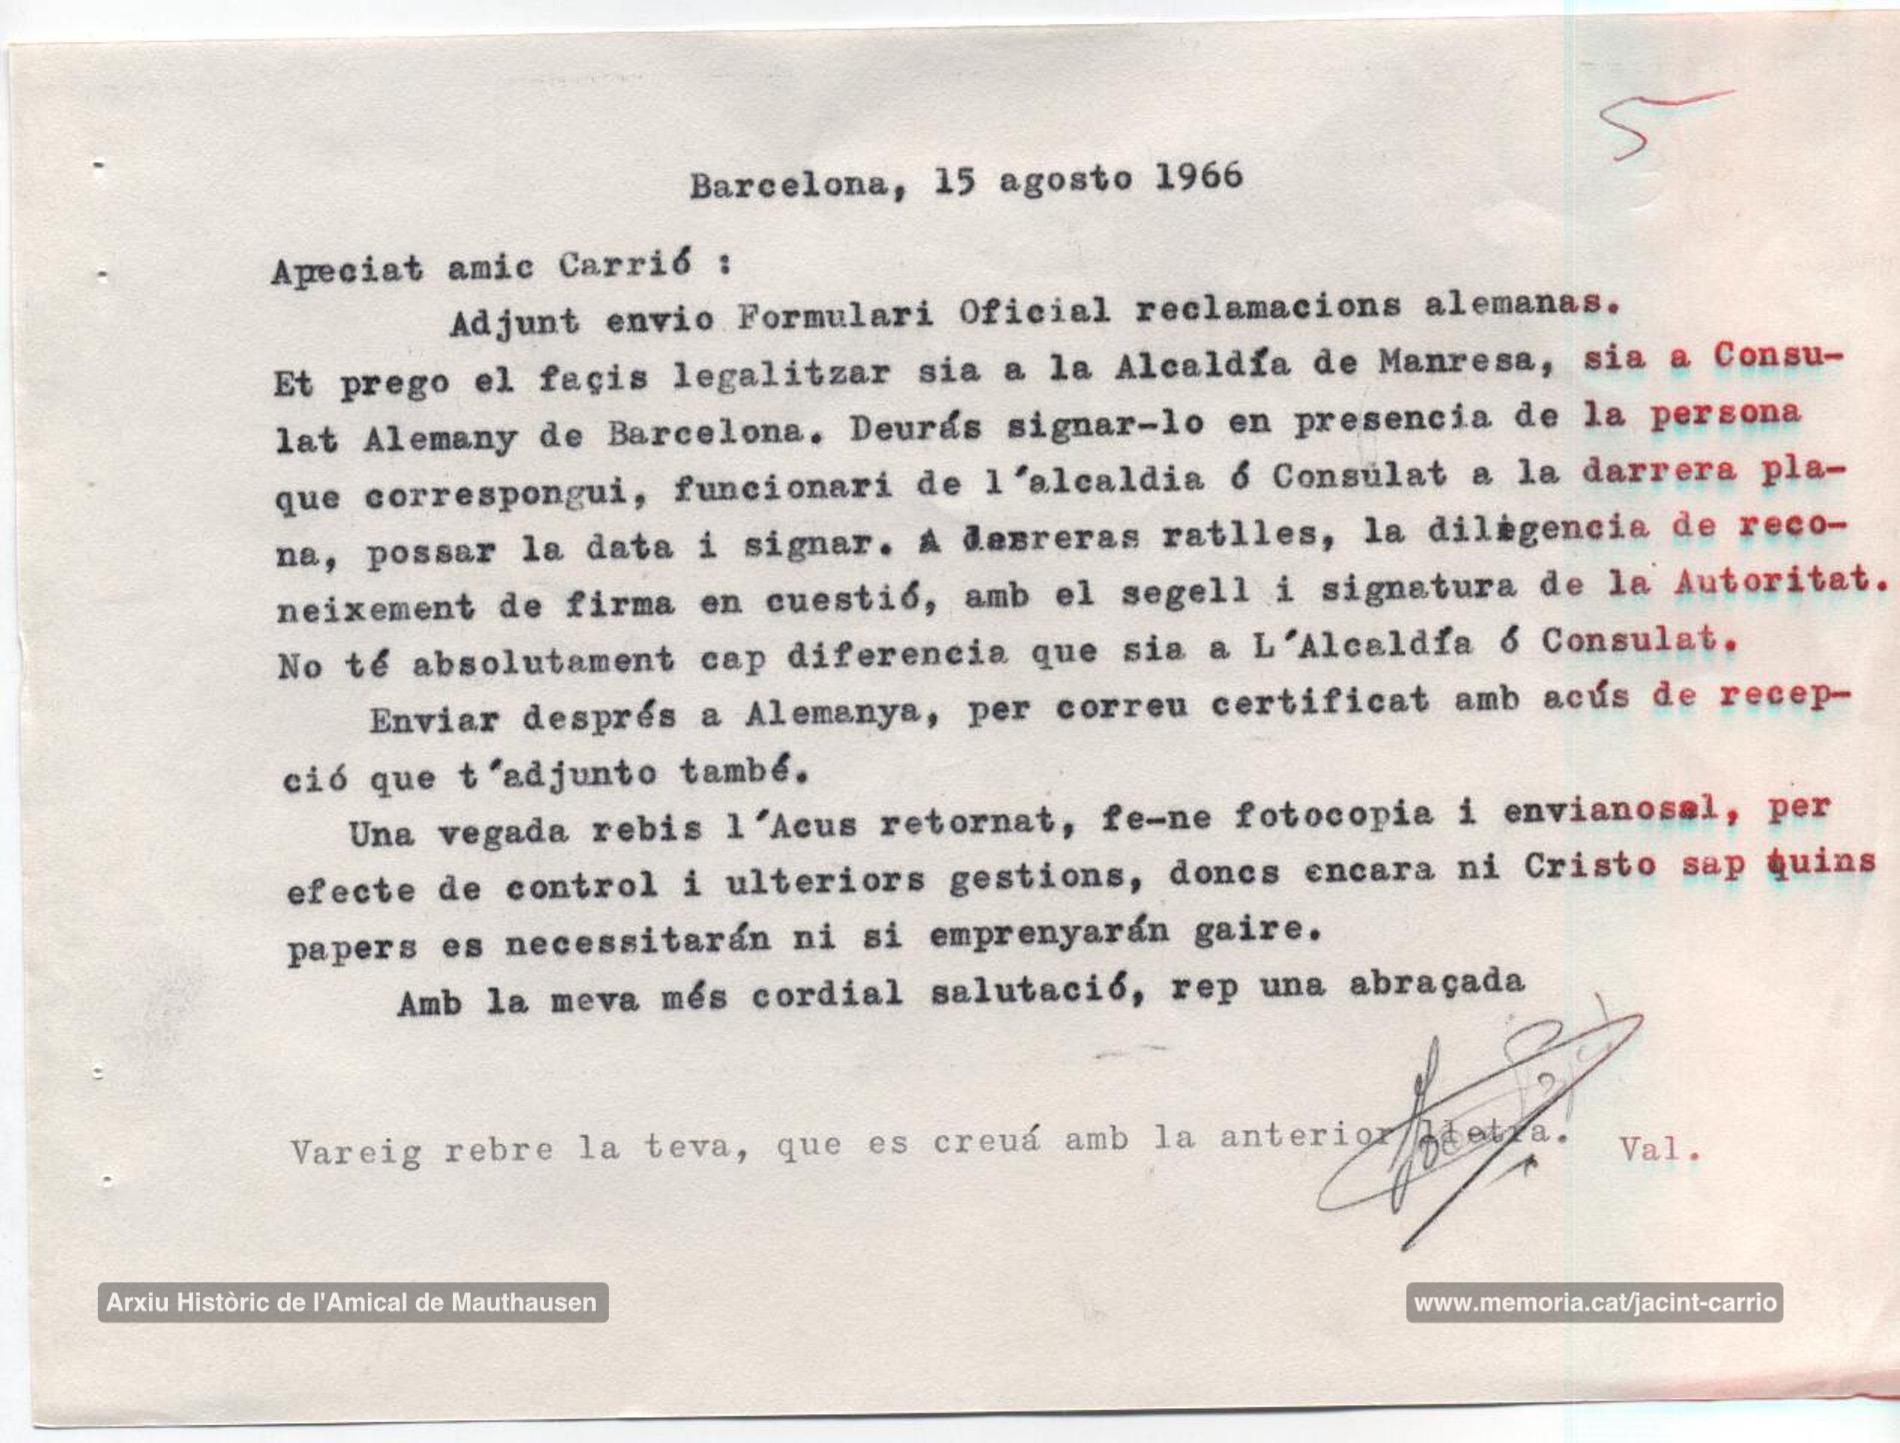 5
Barcelona, 15 agosto 1966
Apreciat amic Carrió :
Adjunt envio Formulari Oficial reclamacions alemanas.
Et prego el façis legalitzar sia a la Alcaldía de Manresa, sia a Consu-
lat Alemany de Barcelona. Deurás signar-lo en presencia de la persona
que correspongui, funcionari de l´alcaldia ó Consulat a la darrera pla-
na, possar la data i signar. A darreras ratlles, la diligencia de reco-
neixement de firma en cuestió, amb el segell i signatura de la Autoritat.
No té absolutament cap diferencia que sia a L´Alcaldía ó Consulat.
Enviar després a Alemanya, per correu certificat amb acús de recep-
ció que t´adjunto també.
Una vegada rebis l´Acus retornat, fe-ne fotocopia i envianosel, per
efecte de control i ulteriors gestions, doncs encara ni Cristo sap quins
papers es necessitarán ni si emprenyarán gaire.
Amb la meva més cordial salutació, rep una abraçada
Vareig rebre la teva, que es creuá amb la anterior lletra. Val.
Arxiu Històric de l'Amical de Mauthausen
www.memoria.cat/jacint-carrio